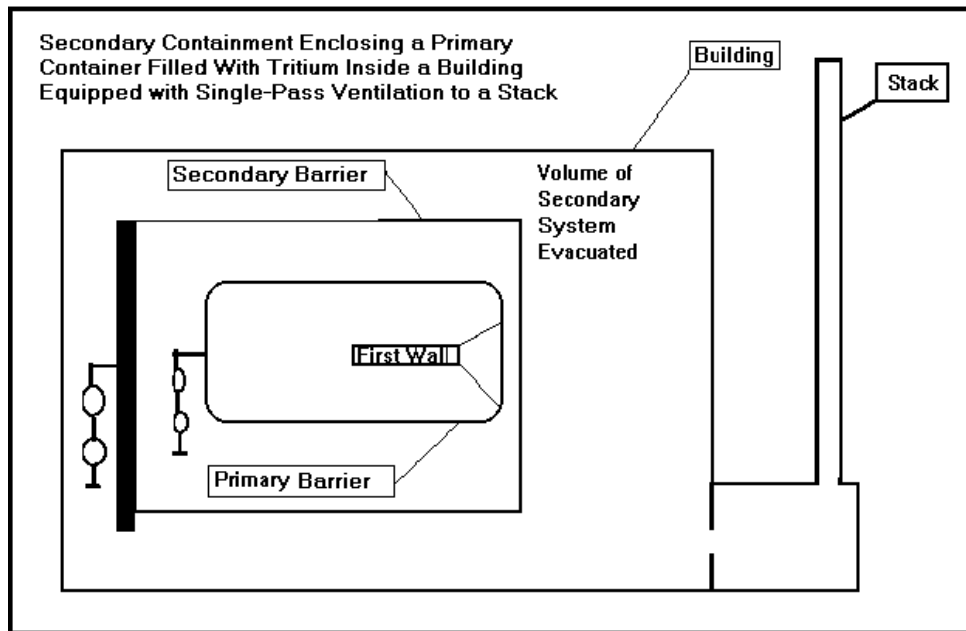 Secondary Containment Enclosing a Primary
Container Filled With Tritium Inside a Building
Equipped with Single-Pass Ventilation to a Stack
Building
Stack
Secondary Barrier
Volume of
Secondary
System
Evacuated
First Wall
Primary Barrier